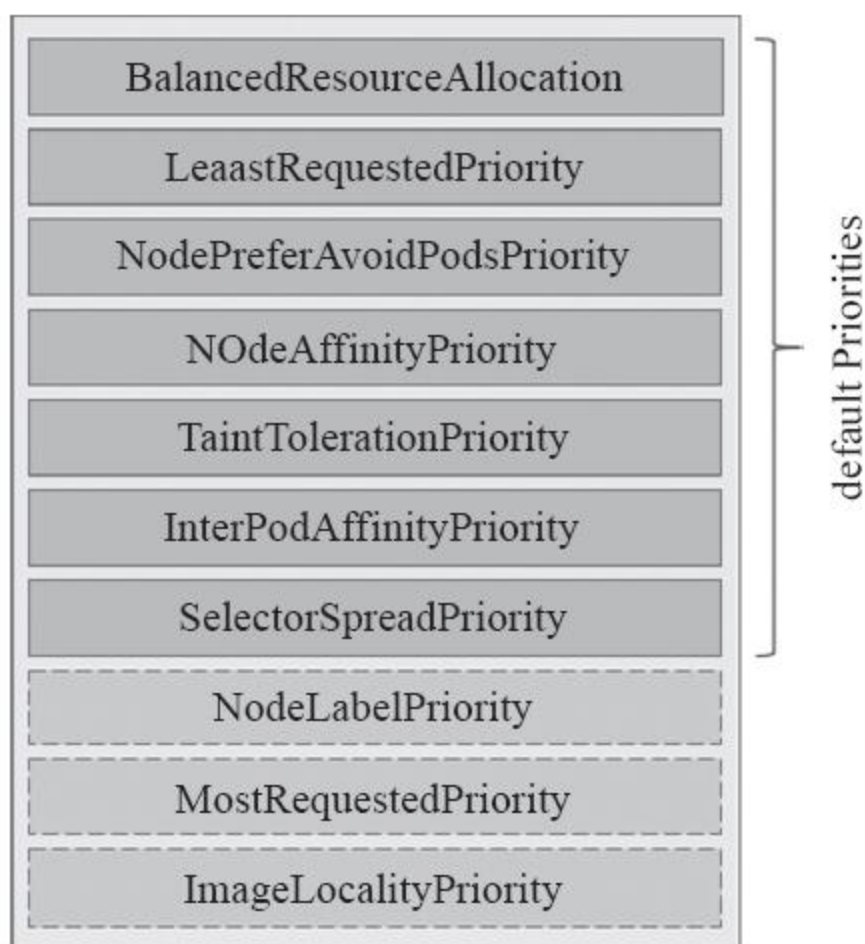 BalancedResourceAllocation
LeaastRequestedPriority
NodePreferAvoidPodsPriority
NOdeAffinityPriority
TaintTolerationPriority
InterPodAffinityPriority
SelectorSpreadPriority
NodeLabelPriority
MostRequestedPriority
ImageLocalityPriority
default Priorities